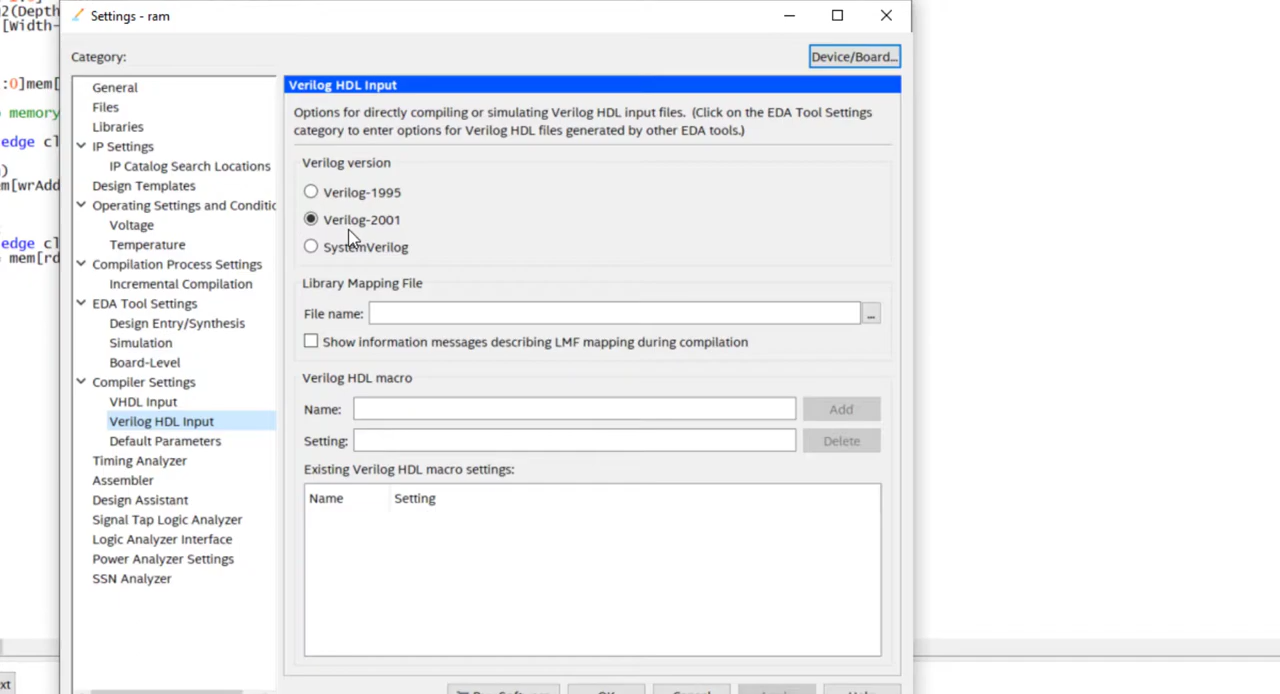 2(Depth
[Width-
:0]mem[
memory
edge cl
)
m[wrAdd
edge cl
mem[rd
xt
Settings - ram
Category:
Device/Board...
General
Files
Libraries
IP Settings
IP Catalog Search Locations
Design Templates
Operating Settings and Conditic
Voltage
Temperature
Compilation Process Settings
Incremental Compilation
EDA Tool Settings
Design Entry/Synthesis
Simulation
Board-Level
Compiler Settings
VHDL Input
Verilog HDL Input
Default Parameters
Timing Analyzer
Assembler
Design Assistant
Signal Tap Logic Analyzer
Logic Analyzer Interface
Power Analyzer Settings
SSN Analyzer
Verilog HDL Input
Options for directly compiling or simulating Verilog HDL input files. (Click on the EDA Tool Settings
category to enter options for Verilog HDL files generated by other EDA tools.)
Verilog version
Verilog-1995
Verilog-2001
SystemVerilog
Library Mapping File
File name:
...
Show information messages describing LMF mapping during compilation
Verilog HDL macro
Name:
Add
Setting:
Delete
Existing Verilog HDL macro settings:
Name Setting